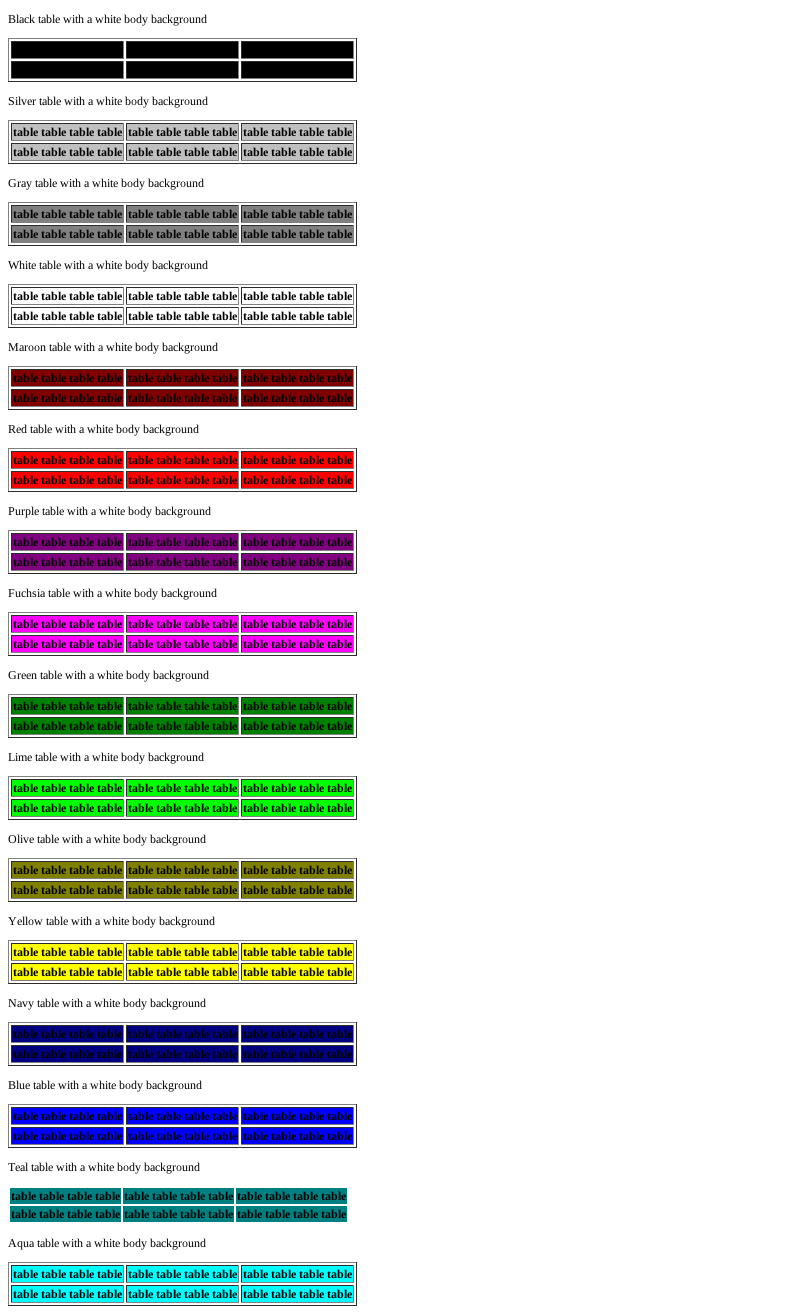 Black table with a white body background
Silver table with a white body background
table table table table table table table table table table table table
table table table table table table table table table table table table
Gray table with a white body background
table table table table table table table table table table table table
table table table table table table table table table table table table
White table with a white body background
table table table table table table table table table table table table
table table table table table table table table table table table table
Maroon table with a white body background
table table table table table table table table table table table table
table table table table table table table table table table table table
Red table with a white body background
table table table table table table table table table table table table
table table table table table table table table table table table table
Purple table with a white body background
table table table table table table table table table table table table
table table table table table table table table table table table table
Fuchsia table with a white body background
table table table table table table table table table table table table
table table table table table table table table table table table table
Green table with a white body background
table table table table table table table table table table table table
table table table table table table table table table table table table
Lime table with a white body background
table table table table table table table table table table table table
table table table table table table table table table table table table
Olive table with a white body background
table table table table table table table table table table table table
table table table table table table table table table table table table
Yellow table with a white body background
table table table table table table table table table table table table
table table table table table table table table table table table table
Navy table with a white body background
table table table table table table table table table table table table
table table table table table table table table table table table table
Blue table with a white body background
table table table table table table table table table table table table
table table table table table table table table table table table table
Teal table with a white body background
table table table table table table table table table table table table
table table table table table table table table table table table table
Aqua table with a white body background
table table table table table table table table table table table table
table table table table table table table table table table table table